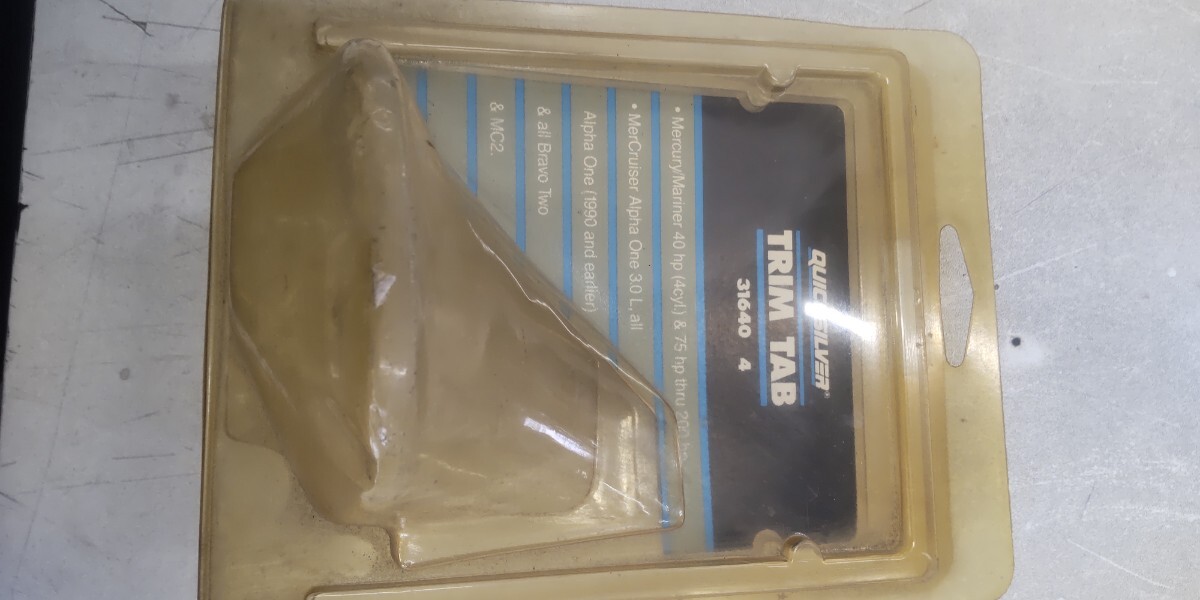 QUICKSILVER®
TRIM TAB
31640 4
• Mercury/Mariner 40 hp (4cyl.) & 75 hp thru
• MerCruiser Alpha One 3.0 L, all
Alpha One (1990 and earlier)
& all Bravo Two
& MC2.